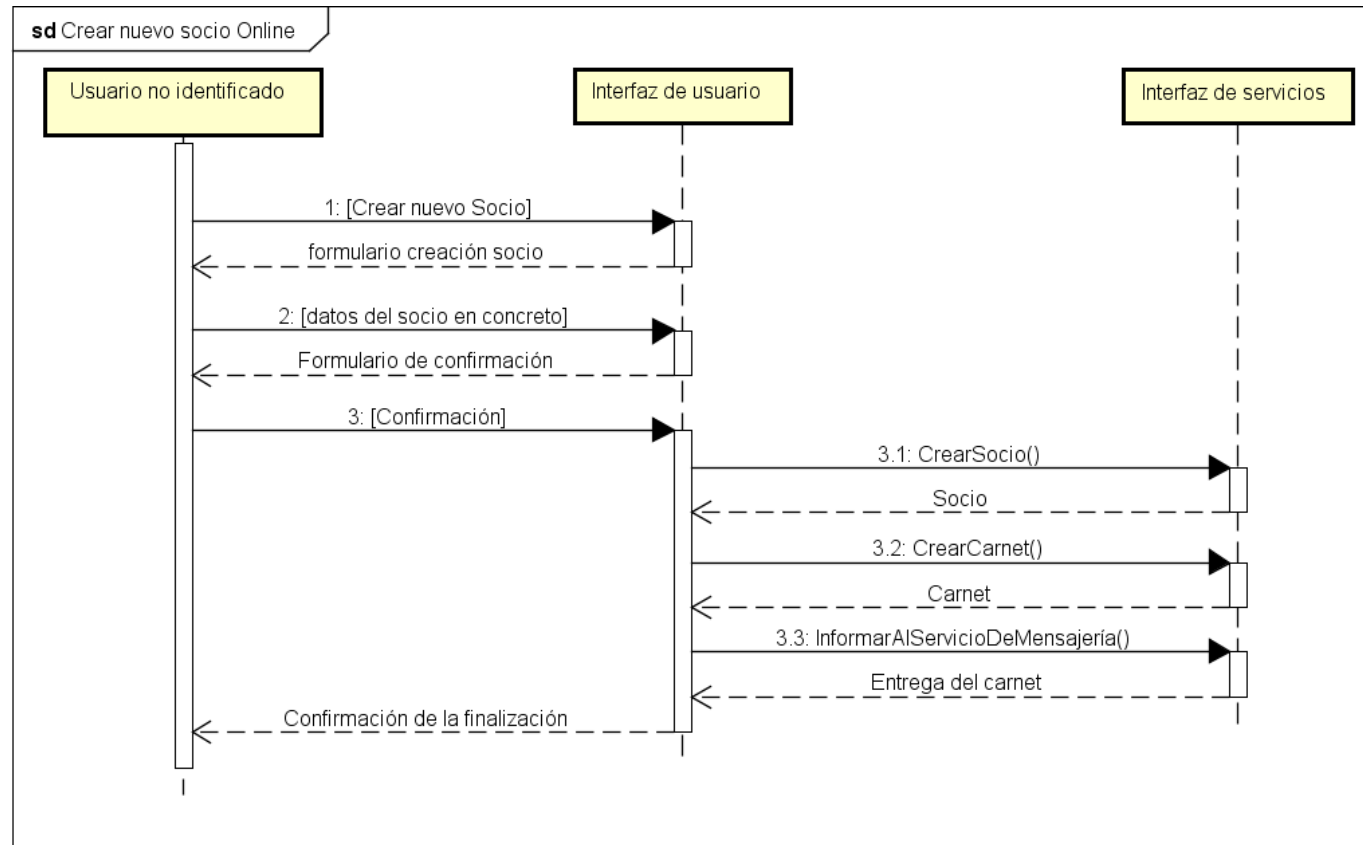 sd Crear nuevo socio Online
Usuario no identificado
Interfaz de usuario
Interfaz de servicios
1: [Crear nuevo Socio]
formulario creación socio
2: [datos del socio en concreto]
Formulario de confirmación
3: [Confirmación]
3.1: CrearSocio()
Socio
3.2: CrearCarnet()
Carnet
3.3: InformarAlServicioDeMensajería()
Entrega del carnet
Confirmación de la finalización